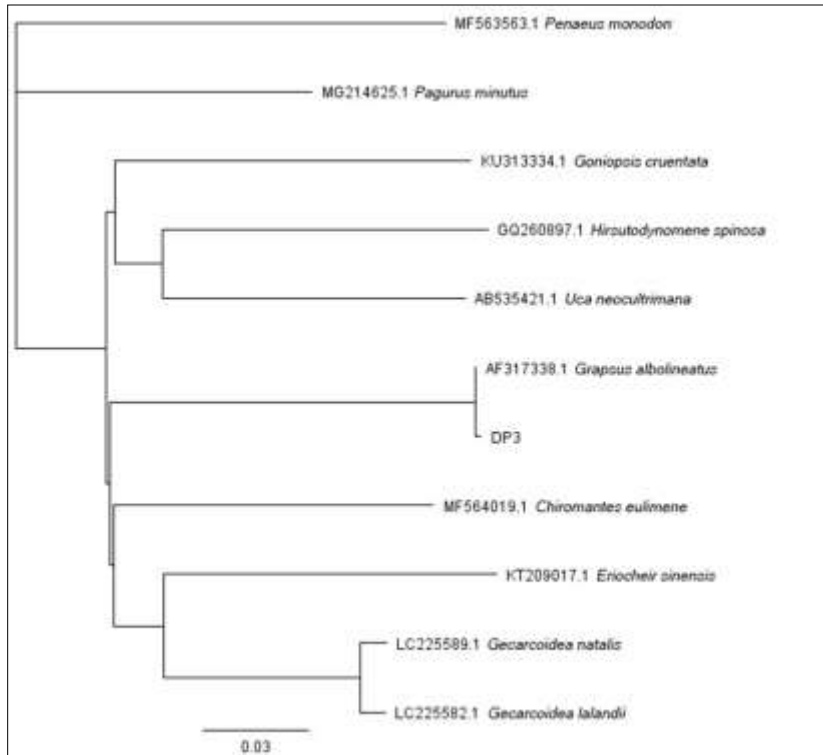 MF563563.1 Penaeus monodon
MG214625.1 Pagurus minutus
KU313334.1 Goniopsis cruentata
GQ260897.1 Hirsutodynomene spinosa
AB535421.1 Uca neocultrimana
AF317338.1 Grapsus albolineatus
DP3
MF564019.1 Chiromantes eulimene
KT209017.1 Eriocheir sinensis
LC225589.1 Gecarcoidea natalis
LC225582.1 Gecarcoidea lalandii
0.03